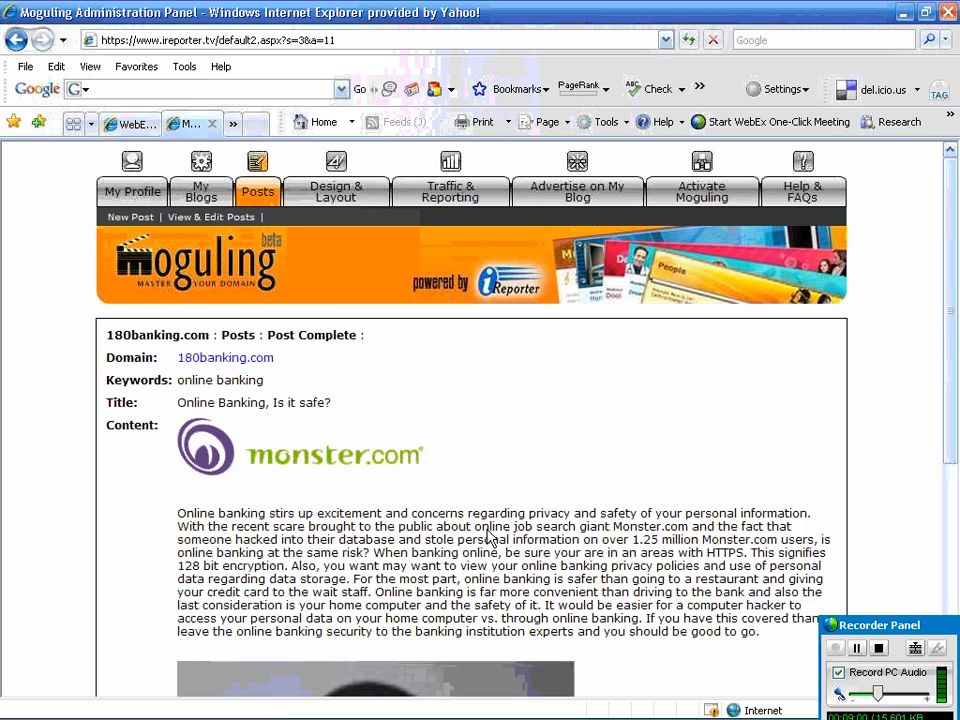 Moguling Administration Panel - Windows Internet Explorer provided by Yahoo!
https://www.ireporter.tv/default2.aspx?s=3&a=11
Google
File Edit View Favorites Tools Help
Google G Go Bookmarks PageRank ABC Check Settings del.icio.us TAG
WebE... M... Home Feeds (J) Print Page Tools Help Start WebEx One-Click Meeting Research
My Profile My Blogs Posts Design & Layout Traffic & Reporting Advertise on My Blog Activate Moguling Help & FAQs
New Post | View & Edit Posts |
moguling beta
MASTER YOUR DOMAIN
powered by iReporter
People
180banking.com : Posts : Post Complete :
Domain: 180banking.com
Keywords: online banking
Title: Online Banking, Is it safe?
Content:
monster.com
Online banking stirs up excitement and concerns regarding privacy and safety of your personal information.
With the recent scare brought to the public about online job search giant Monster.com and the fact that
someone hacked into their database and stole personal information on over 1.25 million Monster.com users, is
online banking at the same risk? When banking online, be sure your are in an areas with HTTPS. This signifies
128 bit encryption. Also, you want may want to view your online banking privacy policies and use of personal
data regarding data storage. For the most part, online banking is safer than going to a restaurant and giving
your credit card to the wait staff. Online banking is far more convenient than driving to the bank and also the
last consideration is your home computer and the safety of it. It would be easier for a computer hacker to
access your personal data on your home computer vs. through online banking. If you have this covered than
leave the online banking security to the banking institution experts and you should be good to go.
Recorder Panel
Record PC Audio
00:09:00 (15,601 KB
Internet